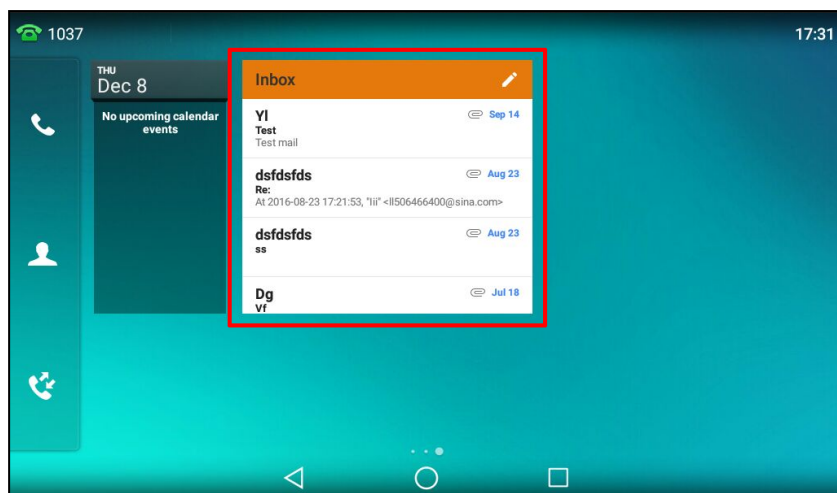 1037
17:31
THU
Dec 8
No upcoming calendar
events
Inbox
Yl
Sep 14
Test
Test mail
dsfdsfds
Aug 23
Re:
At 2016-08-23 17:21:53, "lii" <ll506466400@sina.com>
dsfdsfds
Aug 23
ss
Dg
Jul 18
Vf